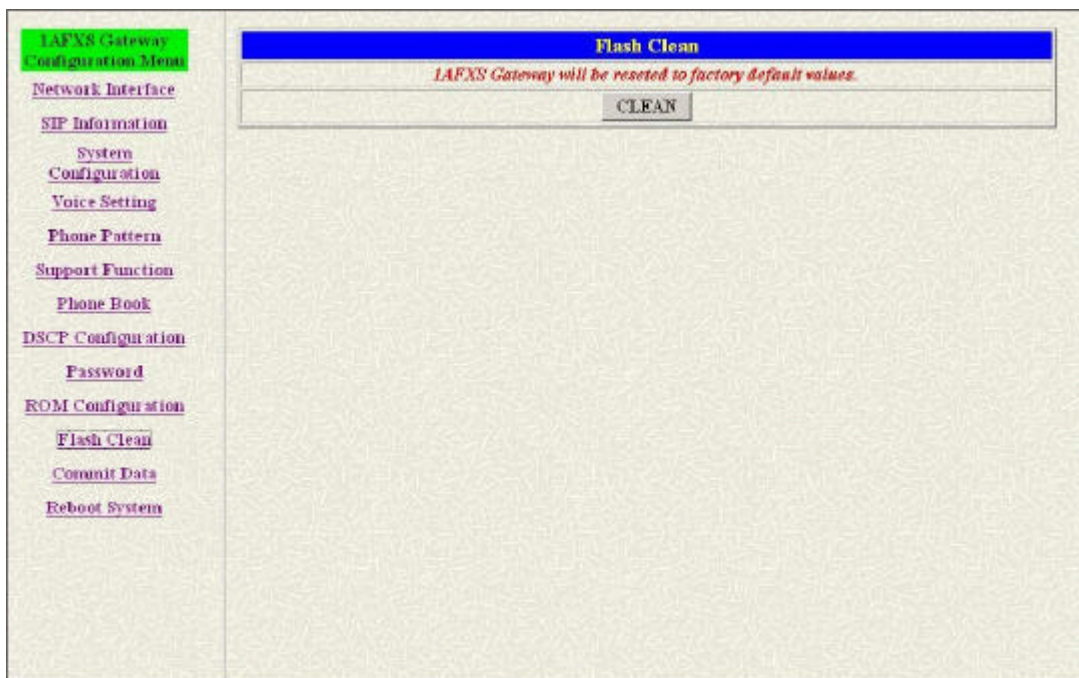 1AFXS Gateway
Configuration Menu
Network Interface
SIP Information
System
Configuration
Voice Setting
Phone Pattern
Support Function
Phone Book
DSCP Configuration
Password
ROM Configuration
Flash Clean
Commit Data
Reboot System
Flash Clean
1AFXS Gateway will be reseted to factory default values.
CLEAN